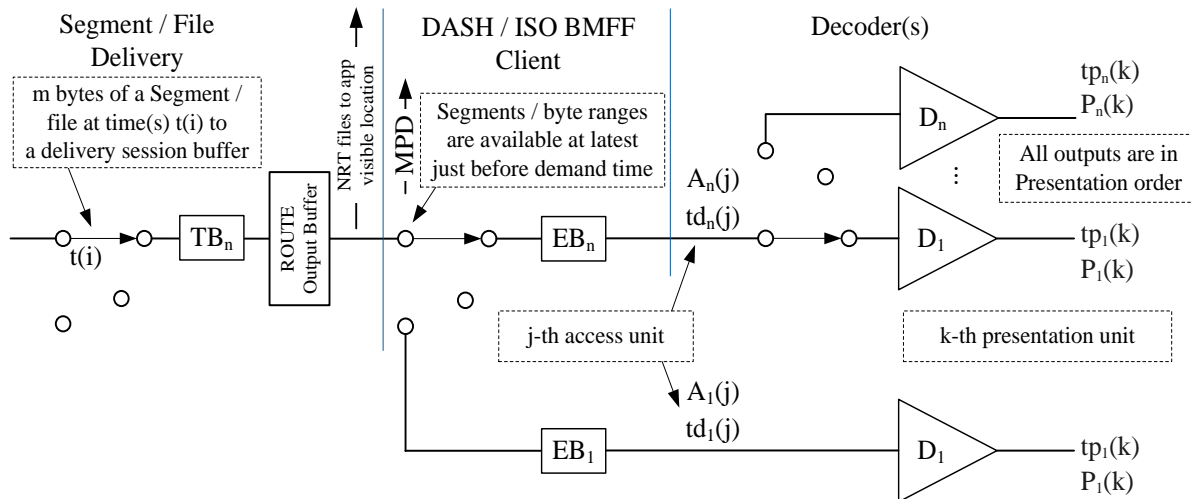 Segment / File
Delivery
m bytes of a Segment /
file at time(s) t(i) to
a delivery session buffer
t(i)
TBn
ROUTE
Output Buffer
NRT files to app
visible location
DASH / ISO BMFF
Client
MPD
Segments / byte ranges
are available at latest
just before demand time
EBn
j-th access unit
EB1
Decoder(s)
An(j)
tdn(j)
A1(j)
td1(j)
Dn
tpn(k)
Pn(k)
⋮
All outputs are in
Presentation order
D1
tp1(k)
P1(k)
k-th presentation unit
D1
tp1(k)
P1(k)